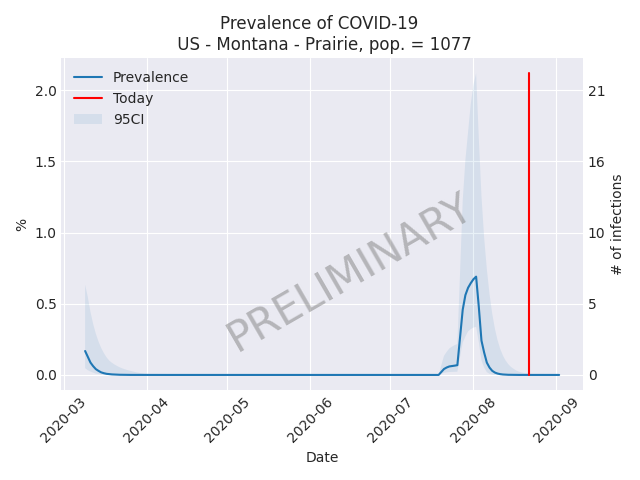 Prevalence of COVID-19
US - Montana - Prairie, pop. = 1077
Prevalence
Today
95CI
PRELIMINARY
%
2.0
1.5
1.0
0.5
0.0
# of infections
21
16
10
5
0
2020-03
2020-04
2020-05
2020-06
2020-07
2020-08
2020-09
Date